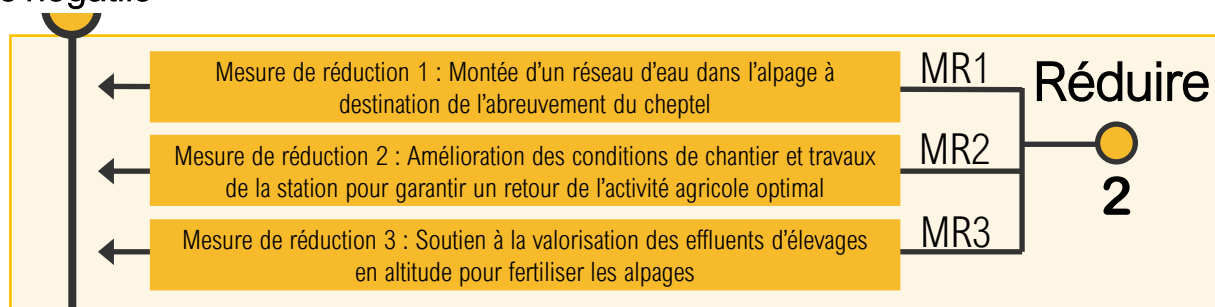 Mesure de réduction 1 : Montée d'un réseau d'eau dans l'alpage à
destination de l'abreuvement du cheptel
MR1
Réduire
Mesure de réduction 2 : Amélioration des conditions de chantier et travaux
de la station pour garantir un retour de l'activité agricole optimal
MR2
2
Mesure de réduction 3 : Soutien à la valorisation des effluents d'élevages
en altitude pour fertiliser les alpages
MR3